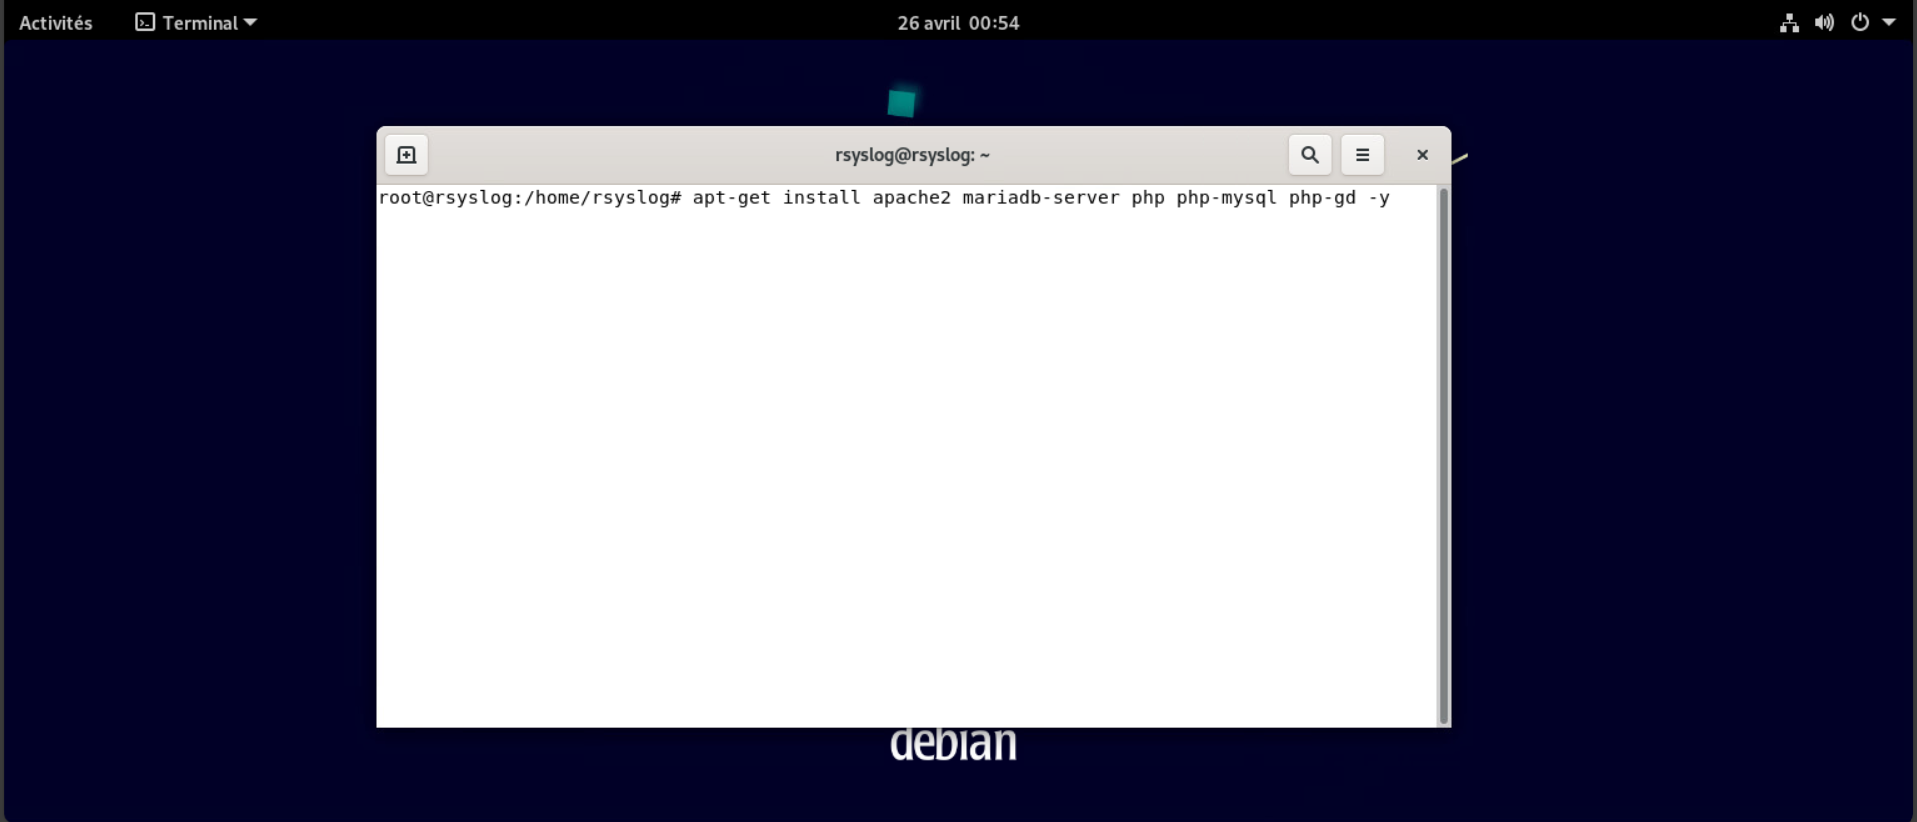 Activités Terminal 26 avril 00:54
rsyslog@rsyslog: ~
root@rsyslog:/home/rsyslog# apt-get install apache2 mariadb-server php php-mysql php-gd -y
debian